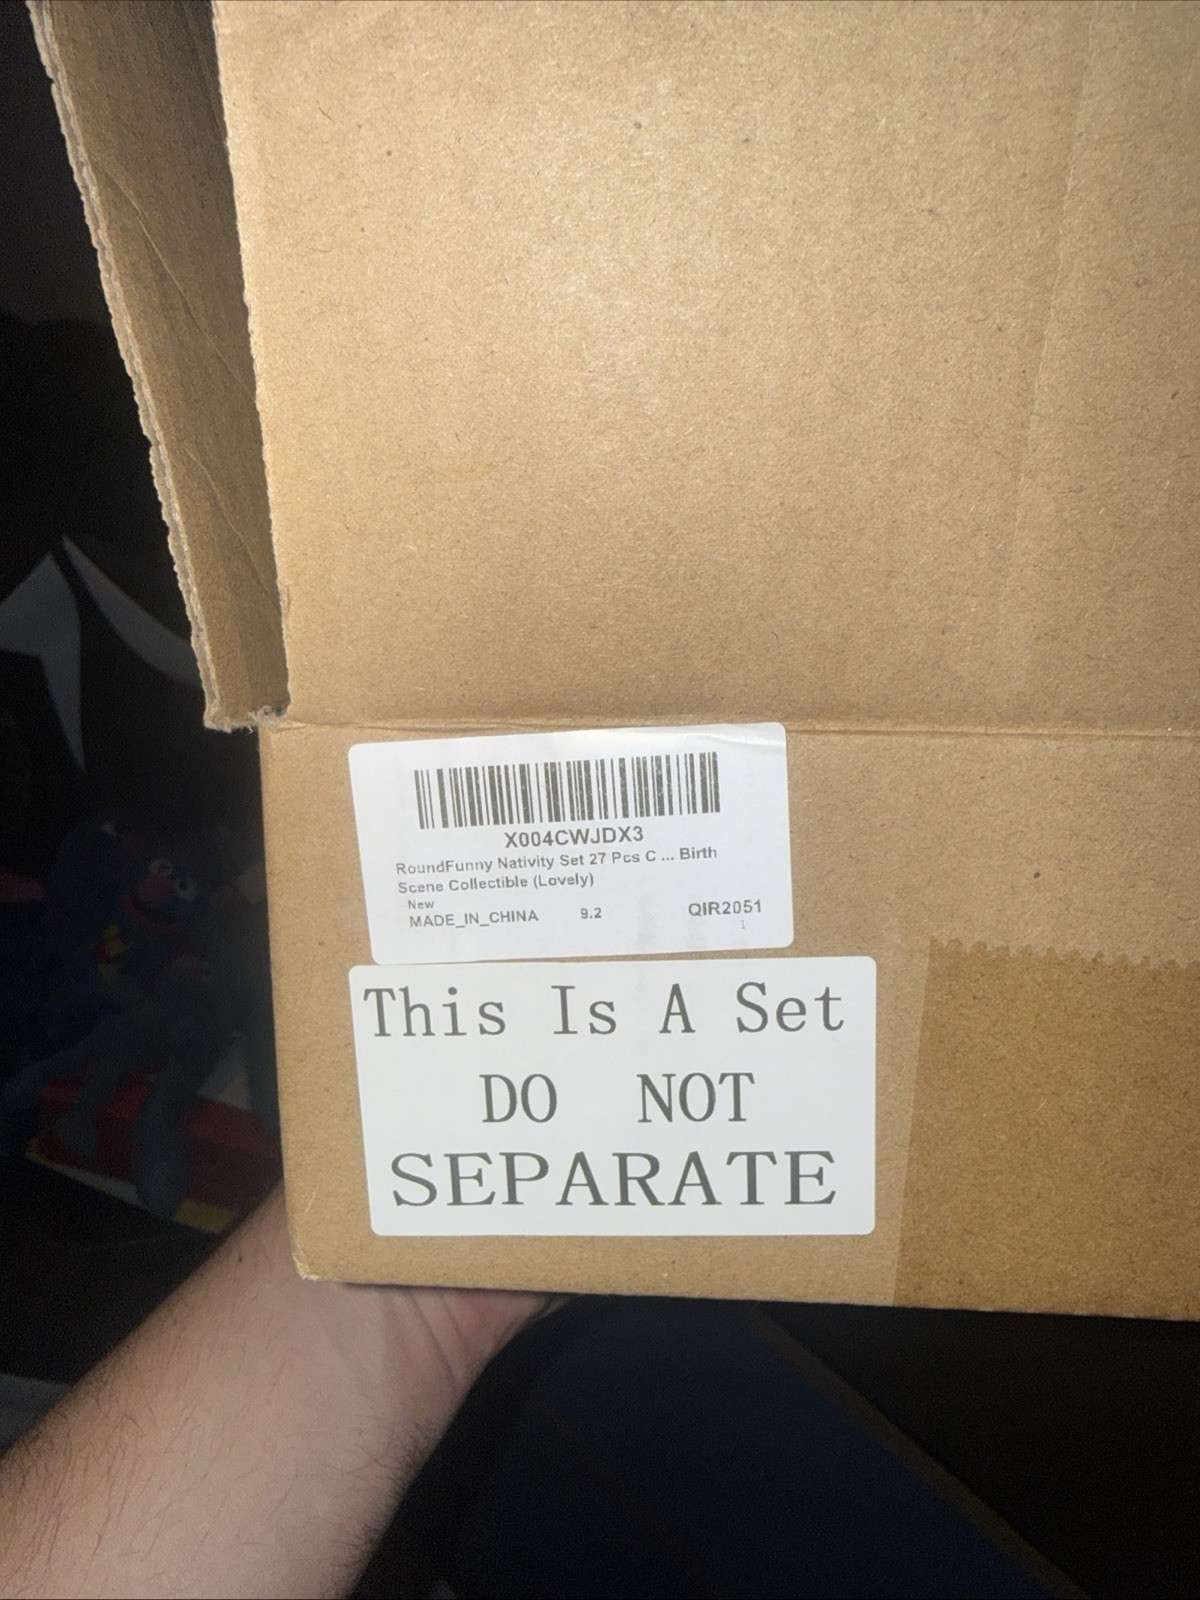 X004CWJDX3
RoundFunny Nativity Set 27 Pcs C ... Birth
Scene Collectible (Lovely)
New
MADE_IN_CHINA 9.2 QIR2051
1
This Is A Set
DO NOT
SEPARATE